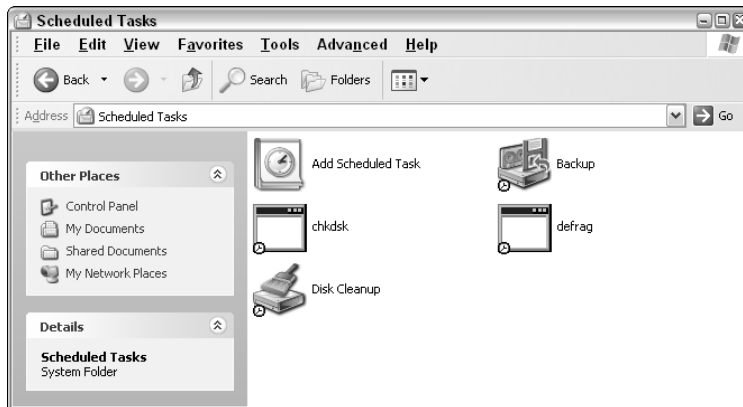 Scheduled Tasks
File Edit View Favorites Tools Advanced Help
Back Search Folders
Address Scheduled Tasks Go
Other Places
Control Panel
My Documents
Shared Documents
My Network Places
Details
Scheduled Tasks
System Folder
Add Scheduled Task Backup
chkdsk defrag
Disk Cleanup